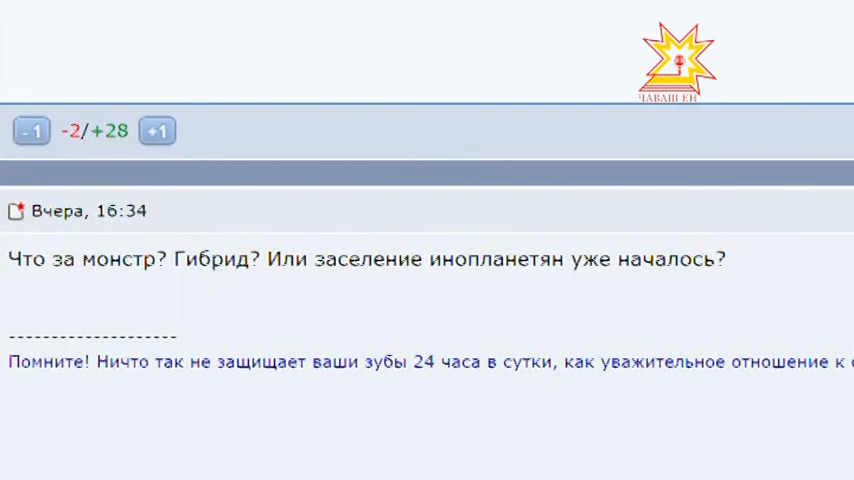 ЧĂВАШ ЕН
-1 -2/+28 +1
Вчера, 16:34
Что за монстр? Гибрид? Или заселение инопланетян уже началось?
--------------------
Помните! Ничто так не защищает ваши зубы 24 часа в сутки, как уважительное отношение к